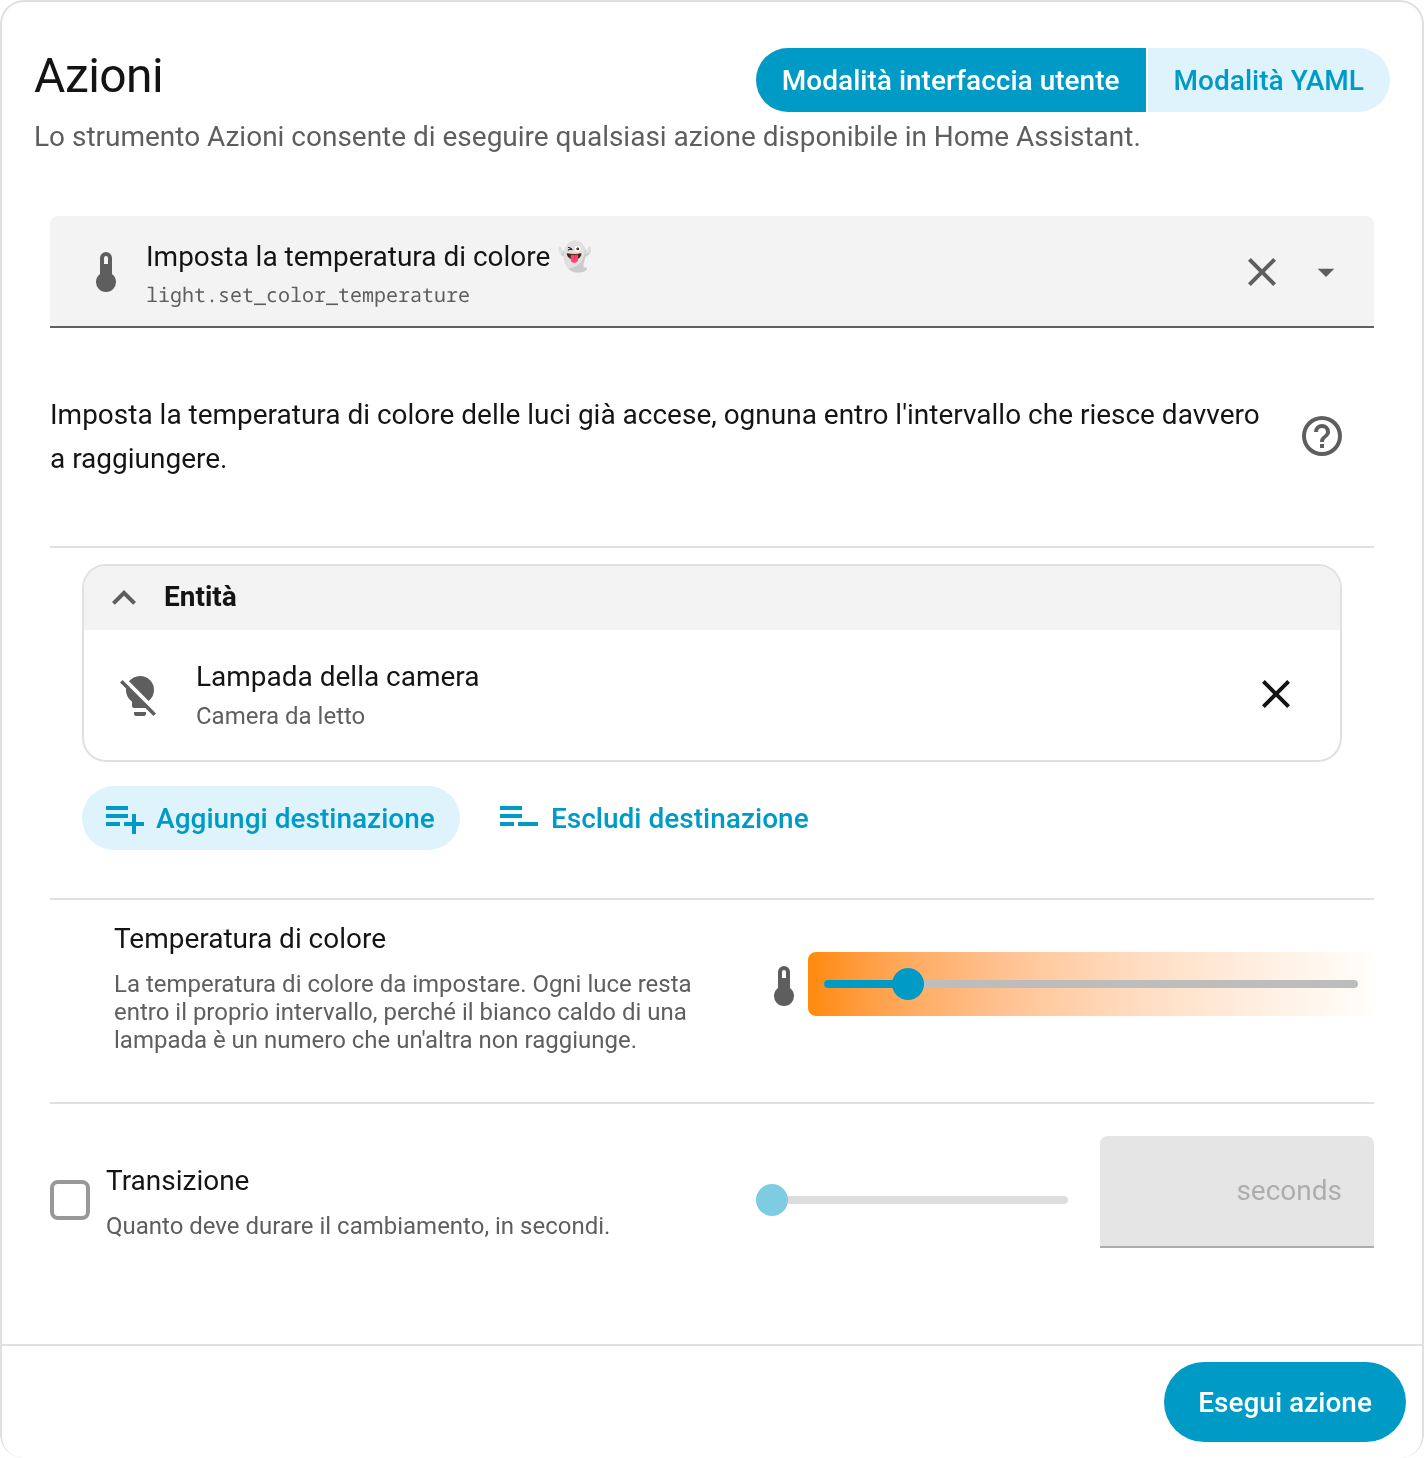 Azioni
Modalità interfaccia utente
Modalità YAML
Lo strumento Azioni consente di eseguire qualsiasi azione disponibile in Home Assistant.
Imposta la temperatura di colore 👻
light.set_color_temperature
Imposta la temperatura di colore delle luci già accese, ognuna entro l'intervallo che riesce davvero
a raggiungere.
Entità
Lampada della camera
Camera da letto
Aggiungi destinazione
Escludi destinazione
Temperatura di colore
La temperatura di colore da impostare. Ogni luce resta
entro il proprio intervallo, perché il bianco caldo di una
lampada è un numero che un'altra non raggiunge.
Transizione
Quanto deve durare il cambiamento, in secondi.
seconds
Esegui azione